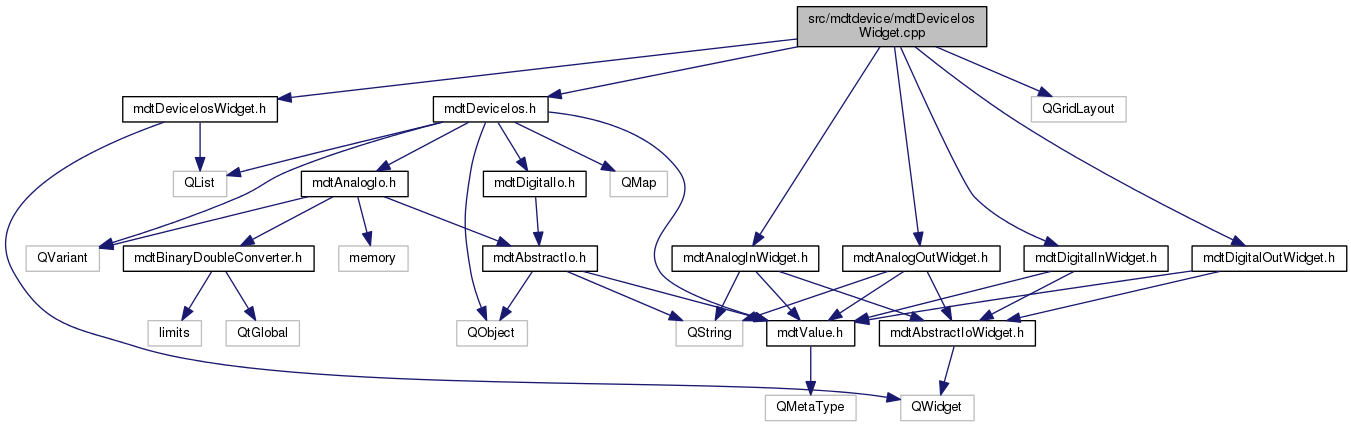 src/mdtdevice/mdtDeviceIos
Widget.cpp
mdtDeviceIosWidget.h
mdtDeviceIos.h
QGridLayout
QList
mdtAnalogIo.h
mdtDigitalIo.h
QMap
QVariant
mdtBinaryDoubleConverter.h
memory
mdtAbstractIo.h
mdtAnalogInWidget.h
mdtAnalogOutWidget.h
mdtDigitalInWidget.h
mdtDigitalOutWidget.h
limits
QtGlobal
QObject
QString
mdtValue.h
mdtAbstractIoWidget.h
QMetaType
QWidget